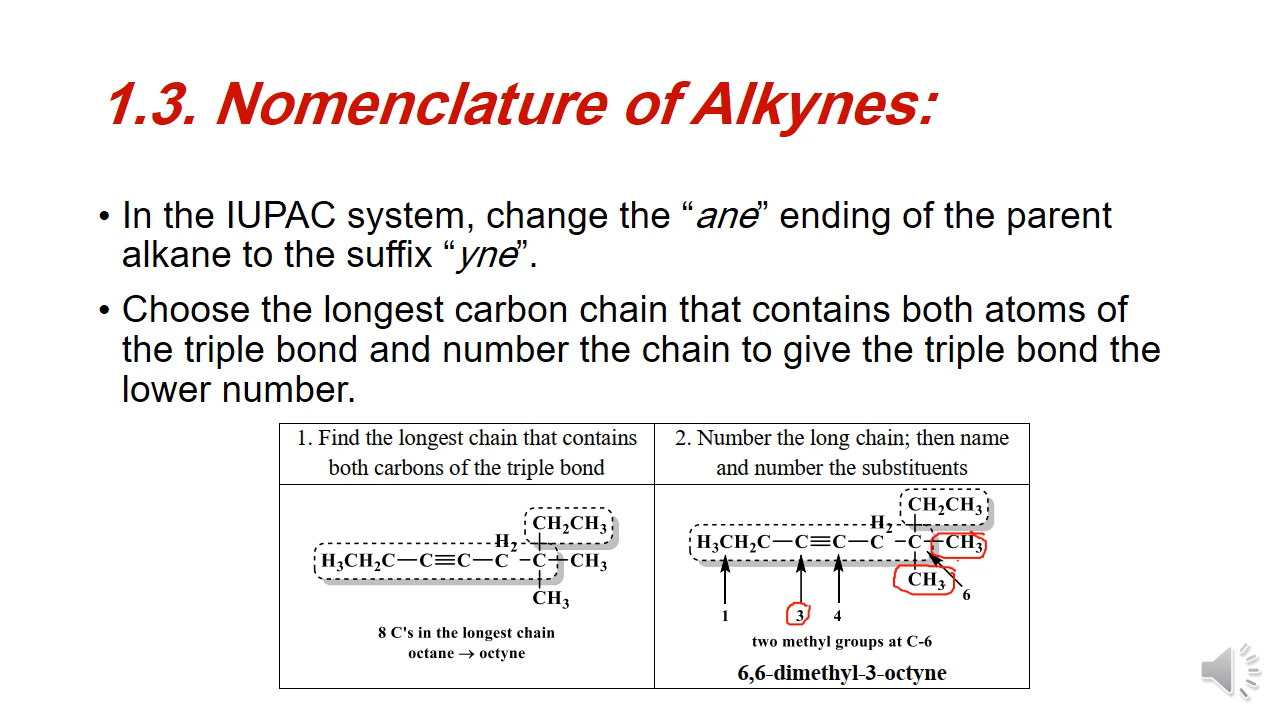 1.3. Nomenclature of Alkynes:
• In the IUPAC system, change the “ane” ending of the parent
alkane to the suffix “yne”.
• Choose the longest carbon chain that contains both atoms of
the triple bond and number the chain to give the triple bond the
lower number.
1. Find the longest chain that contains
both carbons of the triple bond
CH₂CH₃
H₂
H₃CH₂C—C≡C—C–C—CH₃
CH₃
8 C's in the longest chain
octane → octyne
2. Number the long chain; then name
and number the substituents
CH₂CH₃
H₂
H₃CH₂C—C≡C—C–C—CH₃
CH₃
6
1 3 4
two methyl groups at C-6
6,6-dimethyl-3-octyne